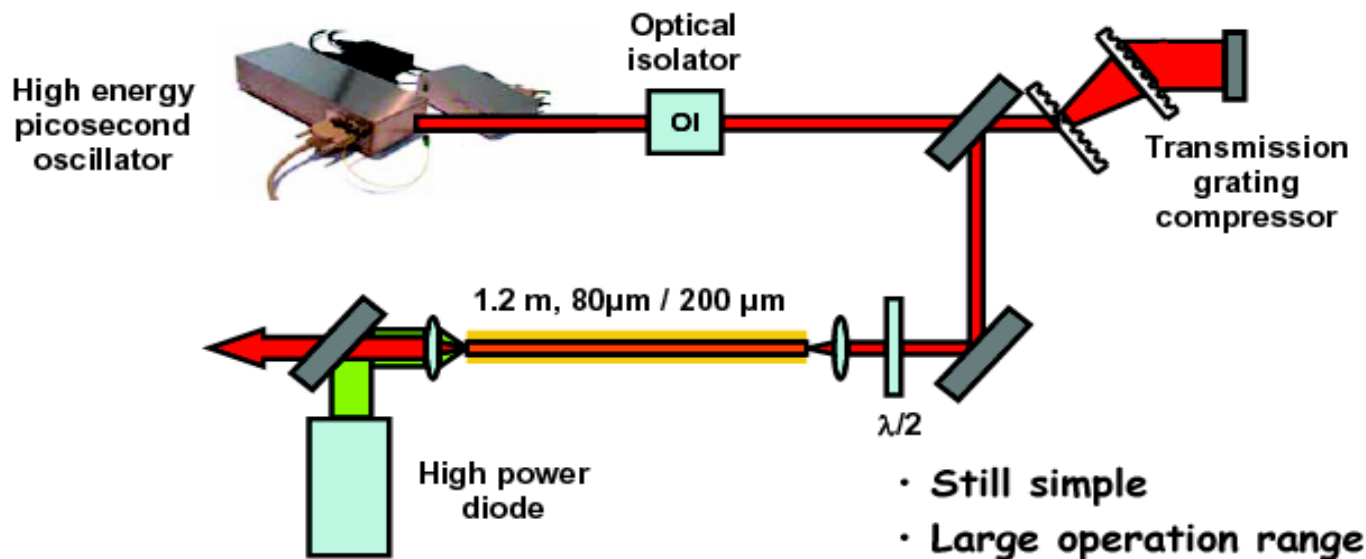 High energy
picosecond
oscillator
Optical
isolator
OI
Transmission
grating
compressor
1.2 m, 80µm / 200 µm
λ/2
High power
diode
· Still simple
· Large operation range